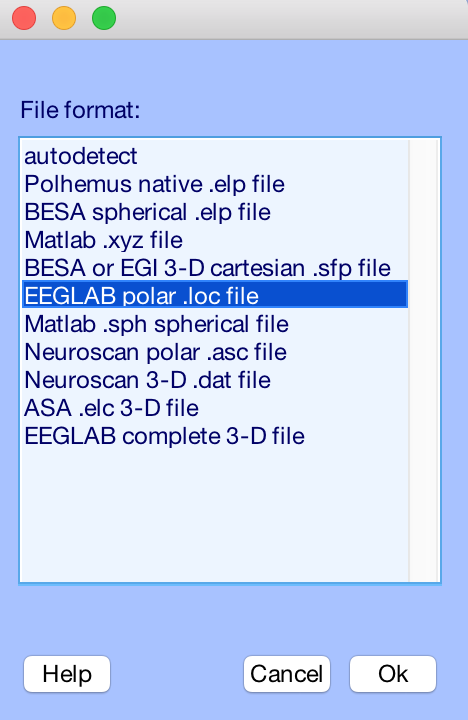 File format:
autodetect
Polhemus native .elp file
BESA spherical .elp file
Matlab .xyz file
BESA or EGI 3-D cartesian .sfp file
EEGLAB polar .loc file
Matlab .sph spherical file
Neuroscan polar .asc file
Neuroscan 3-D .dat file
ASA .elc 3-D file
EEGLAB complete 3-D file
Help Cancel Ok